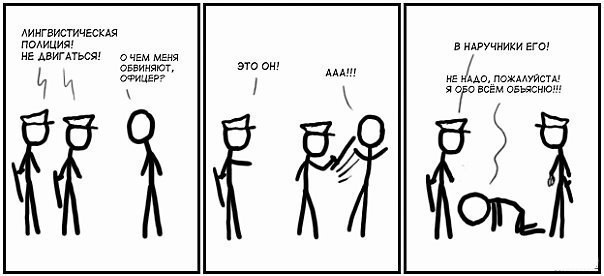 ЛИНГВИСТИЧЕСКАЯ
ПОЛИЦИЯ!
НЕ ДВИГАТЬСЯ!
О ЧЕМ МЕНЯ
ОБВИНЯЮТ,
ОФИЦЕР?
ЭТО ОН!
ААА!!!
В НАРУЧНИКИ ЕГО!
НЕ НАДО, ПОЖАЛУЙСТА!
Я ОБО ВСЁМ ОБЪЯСНЮ!!!